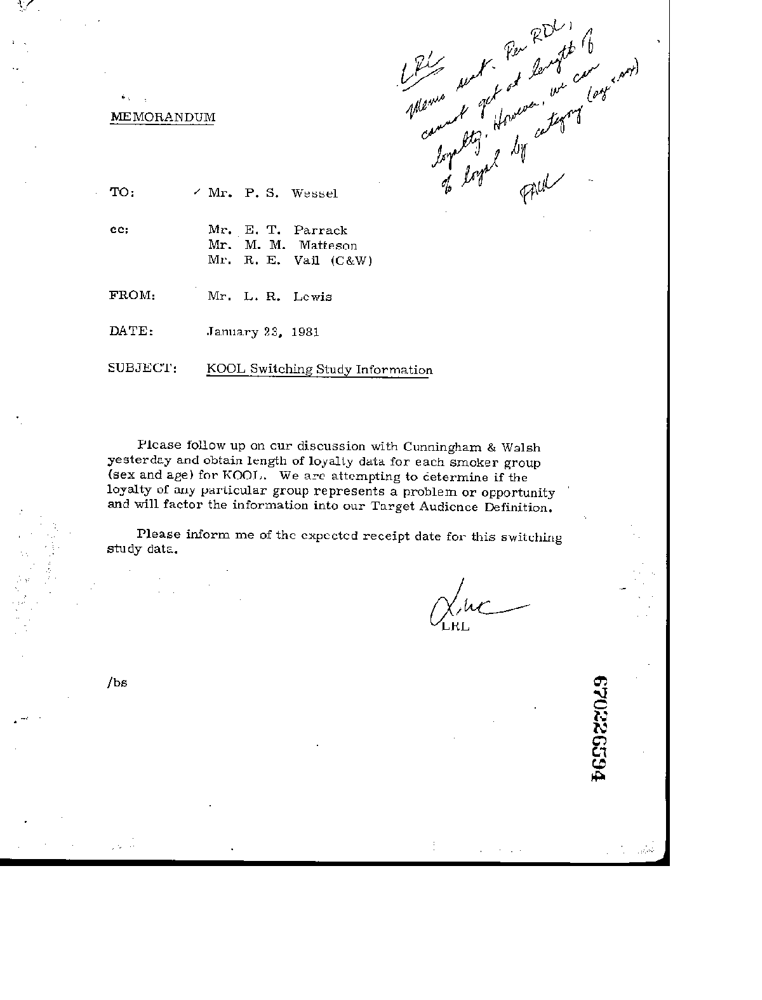 LRL
Memo sent. Per RDL,
cannot get at length of
loyalty. However, we can
% loyal by category (age & sex)
PAUL
MEMORANDUM
TO: ✓ Mr. P. S. Wessel
cc: Mr. E. T. Parrack
Mr. M. M. Matteson
Mr. R. E. Vail (C&W)
FROM: Mr. L. R. Lewis
DATE: January 23, 1981
SUBJECT: KOOL Switching Study Information
Please follow up on our discussion with Cunningham & Walsh
yesterday and obtain length of loyalty data for each smoker group
(sex and age) for KOOL. We are attempting to determine if the
loyalty of any particular group represents a problem or opportunity
and will factor the information into our Target Audience Definition.
Please inform me of the expected receipt date for this switching
study data.
LRL
/bs
670226594